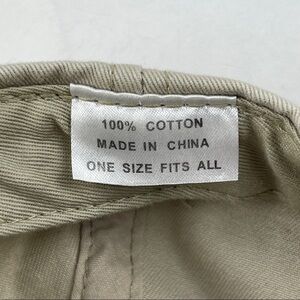 100% COTTON
MADE IN CHINA
ONE SIZE FITS ALL